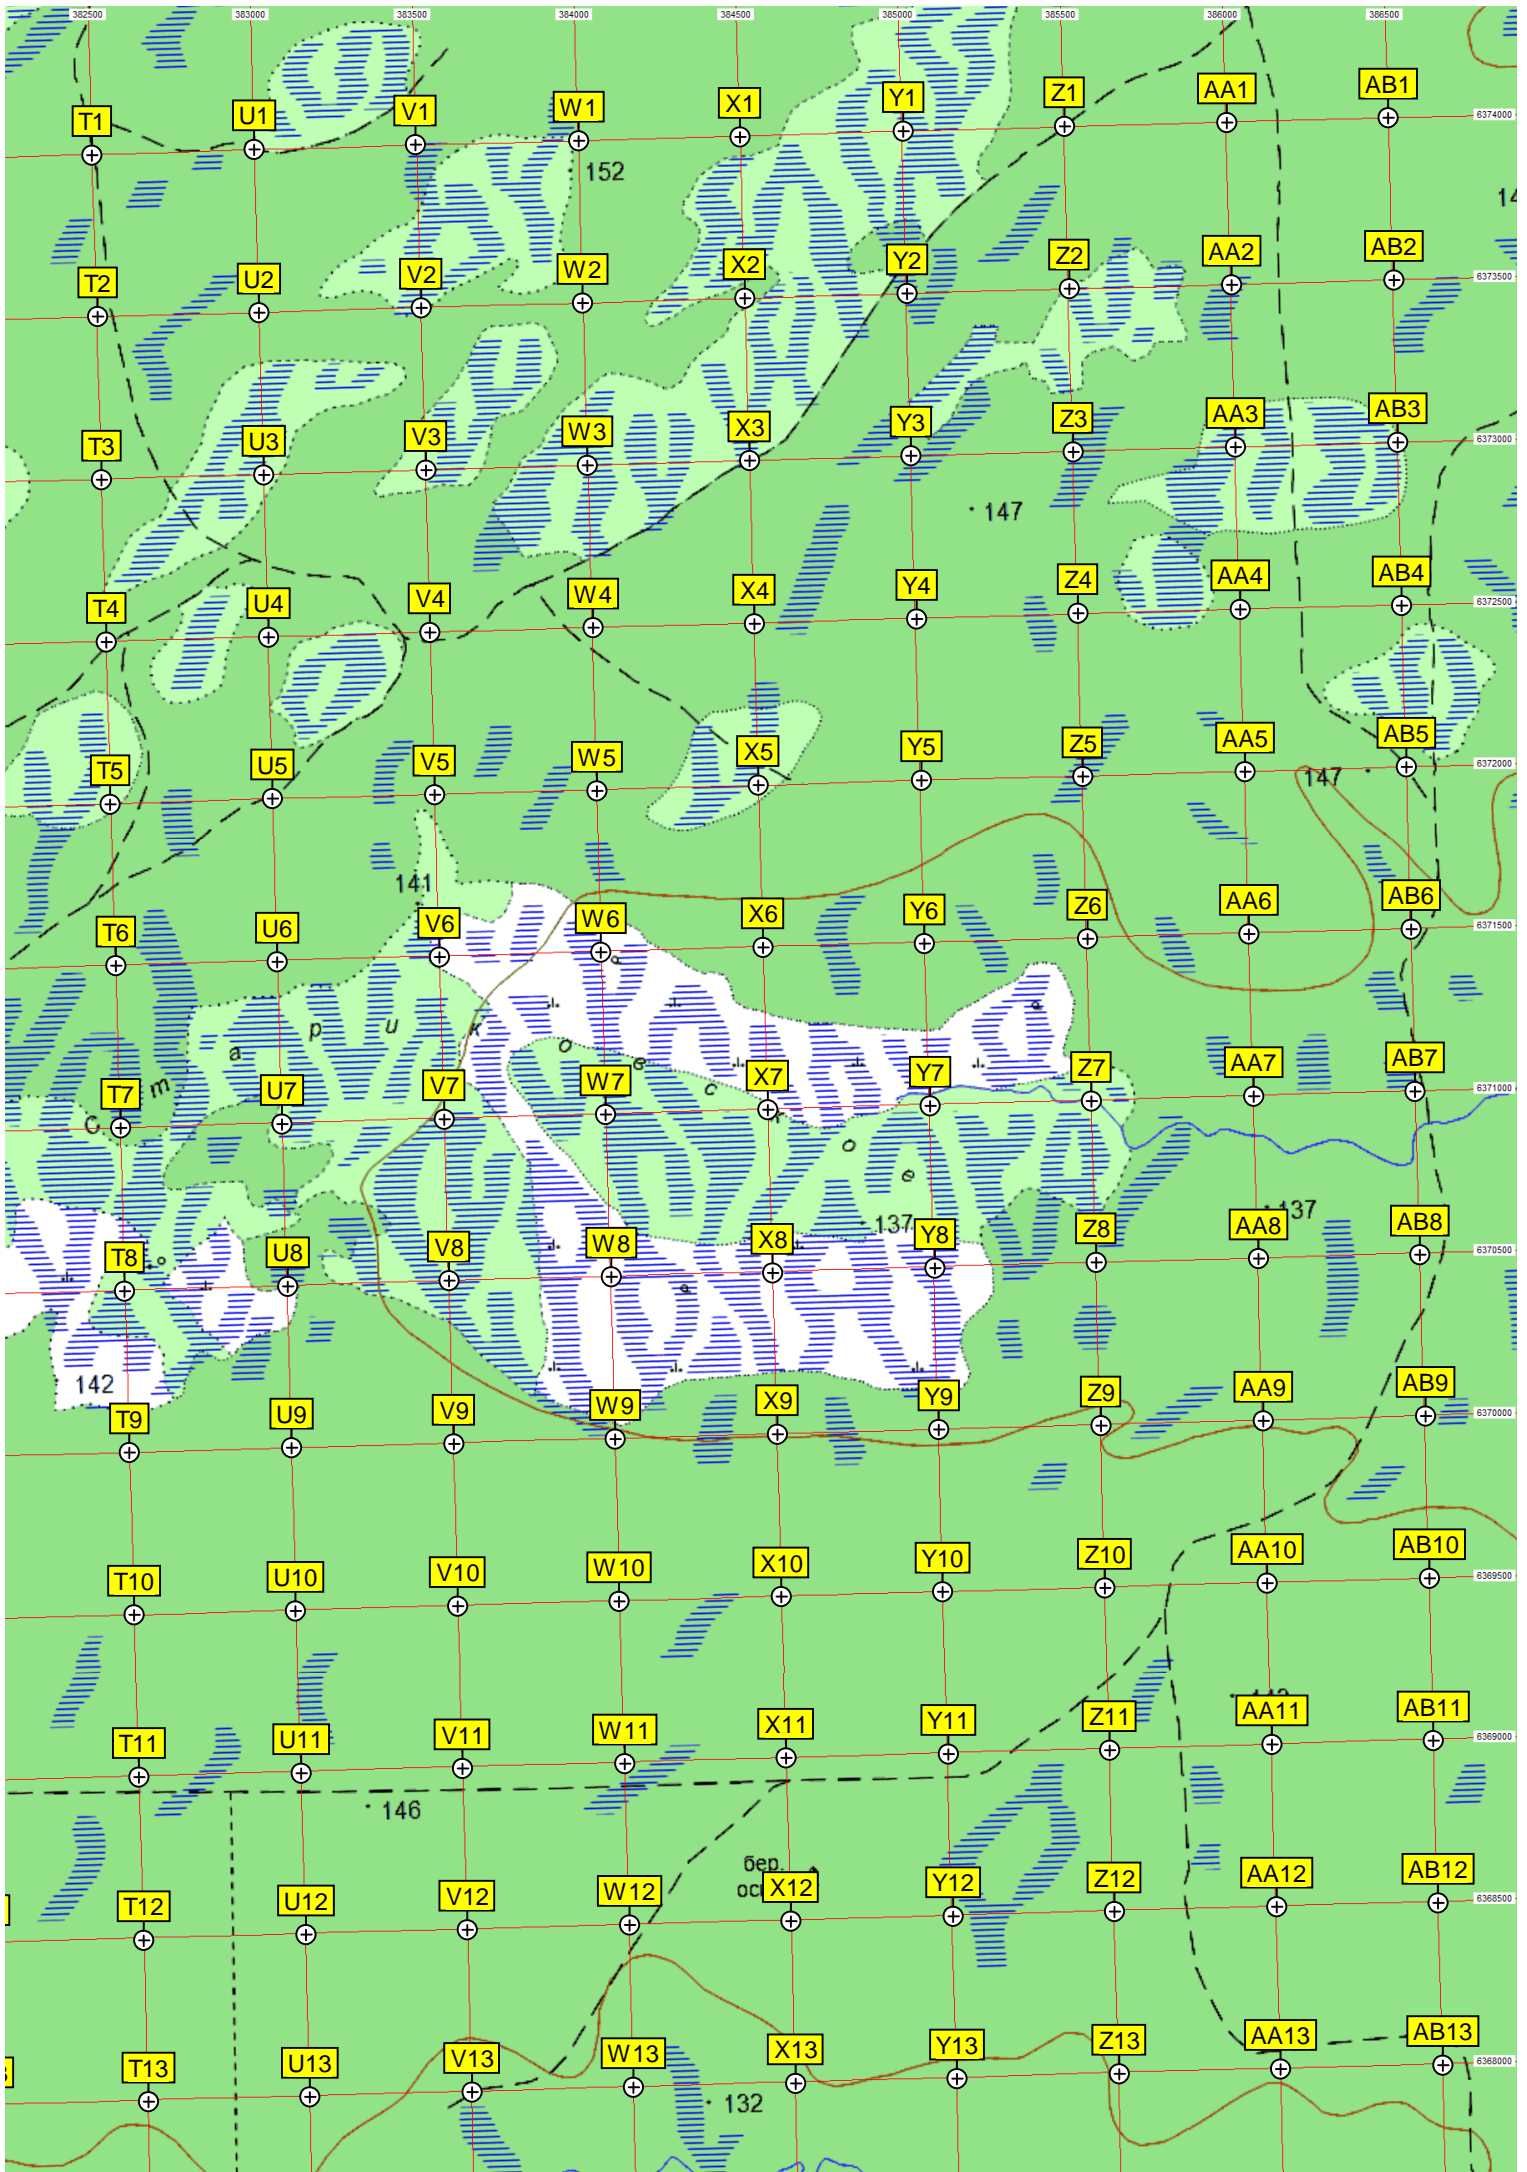 382500 383000 383500 384000 384500 385000 385500 386000 386500
T1 U1 V1 W1 X1 Y1 Z1 AA1 AB1
6374000
152
T2 U2 V2 W2 X2 Y2 Z2 AA2 AB2
6373500
T3 U3 V3 W3 X3 Y3 Z3 AA3 AB3
6373000
147
T4 U4 V4 W4 X4 Y4 Z4 AA4 AB4
6372500
T5 U5 V5 W5 X5 Y5 Z5 AA5 AB5
6372000
147
141
T6 U6 V6 W6 X6 Y6 Z6 AA6 AB6
6371500
Старико ое
с
т
о
е
T7 U7 V7 W7 X7 Y7 Z7 AA7 AB7
6371000
137 137
T8 U8 V8 W8 X8 Y8 Z8 AA8 AB8
6370500
142
T9 U9 V9 W9 X9 Y9 Z9 AA9 AB9
6370000
T10 U10 V10 W10 X10 Y10 Z10 AA10 AB10
6369500
T11 U11 V11 W11 X11 Y11 Z11 AA11 AB11
6369000
146
бер.
T12 U12 V12 W12 X12 Y12 Z12 AA12 AB12
6368500
T13 U13 V13 W13 X13 Y13 Z13 AA13 AB13
6368000
132